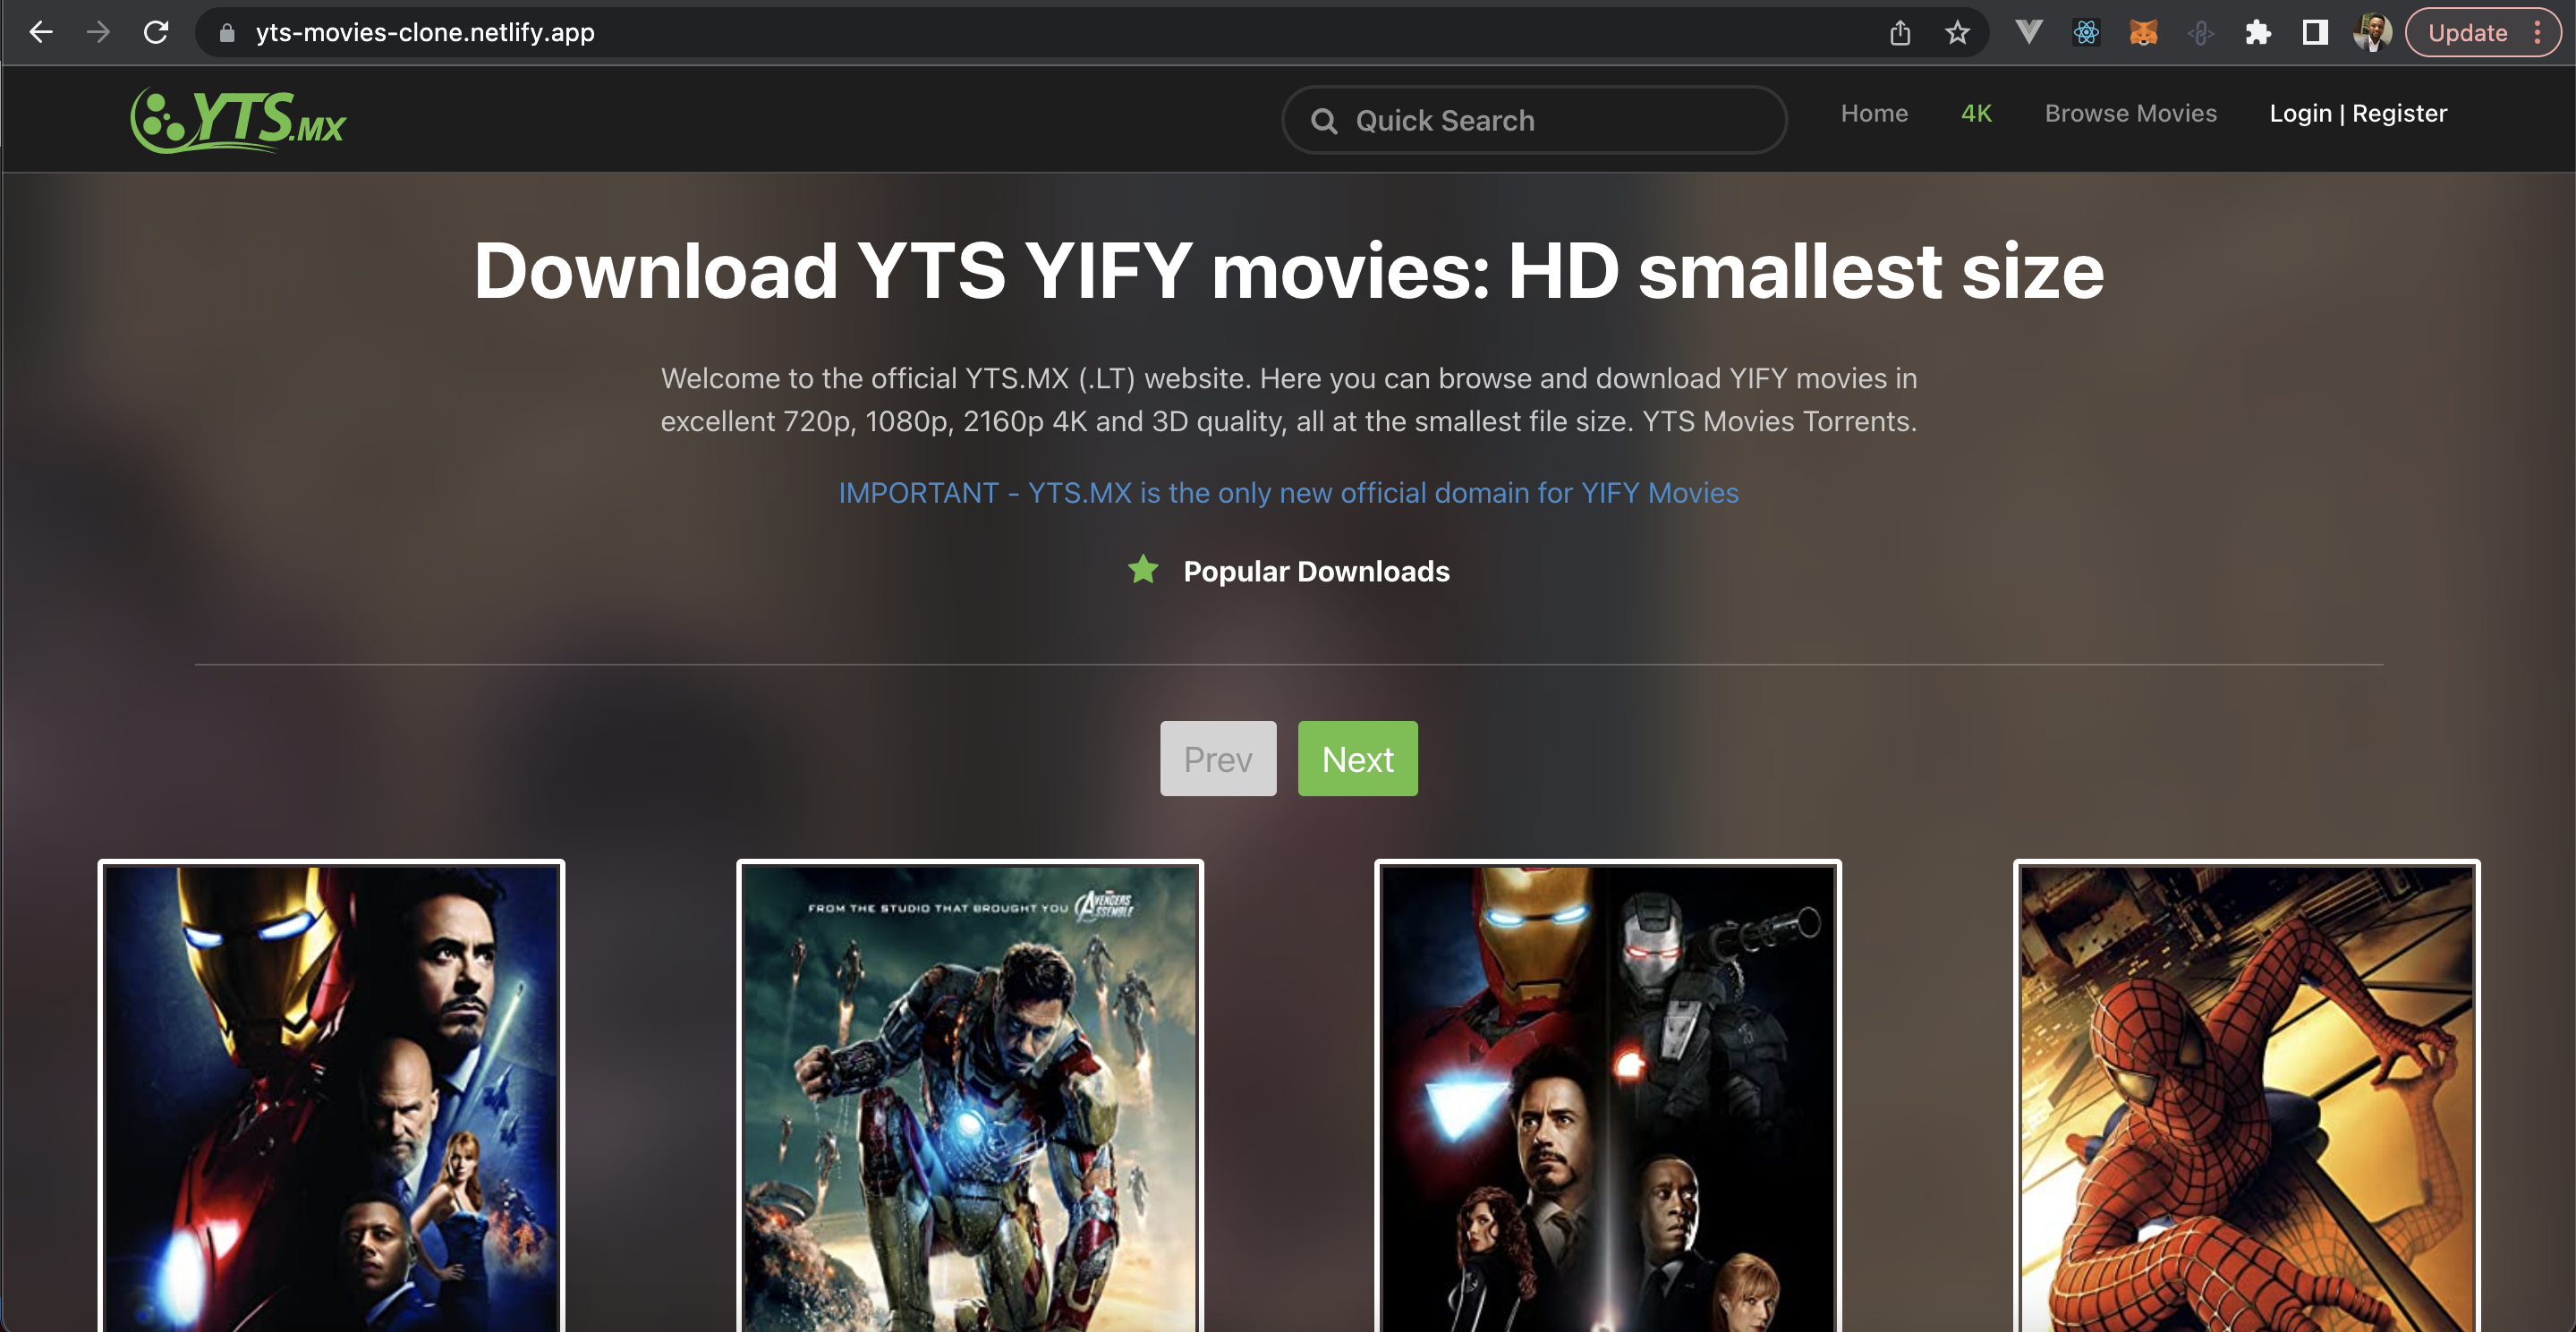 yts-movies-clone.netlify.app
Update
YTS.MX
Quick Search
Home
4K
Browse Movies
Login | Register
Download YTS YIFY movies: HD smallest size
Welcome to the official YTS.MX (.LT) website. Here you can browse and download YIFY movies in
excellent 720p, 1080p, 2160p 4K and 3D quality, all at the smallest file size. YTS Movies Torrents.
IMPORTANT - YTS.MX is the only new official domain for YIFY Movies
Popular Downloads
Prev
Next
FROM THE STUDIO THAT BROUGHT YOU
AVENGERS
ASSEMBLE